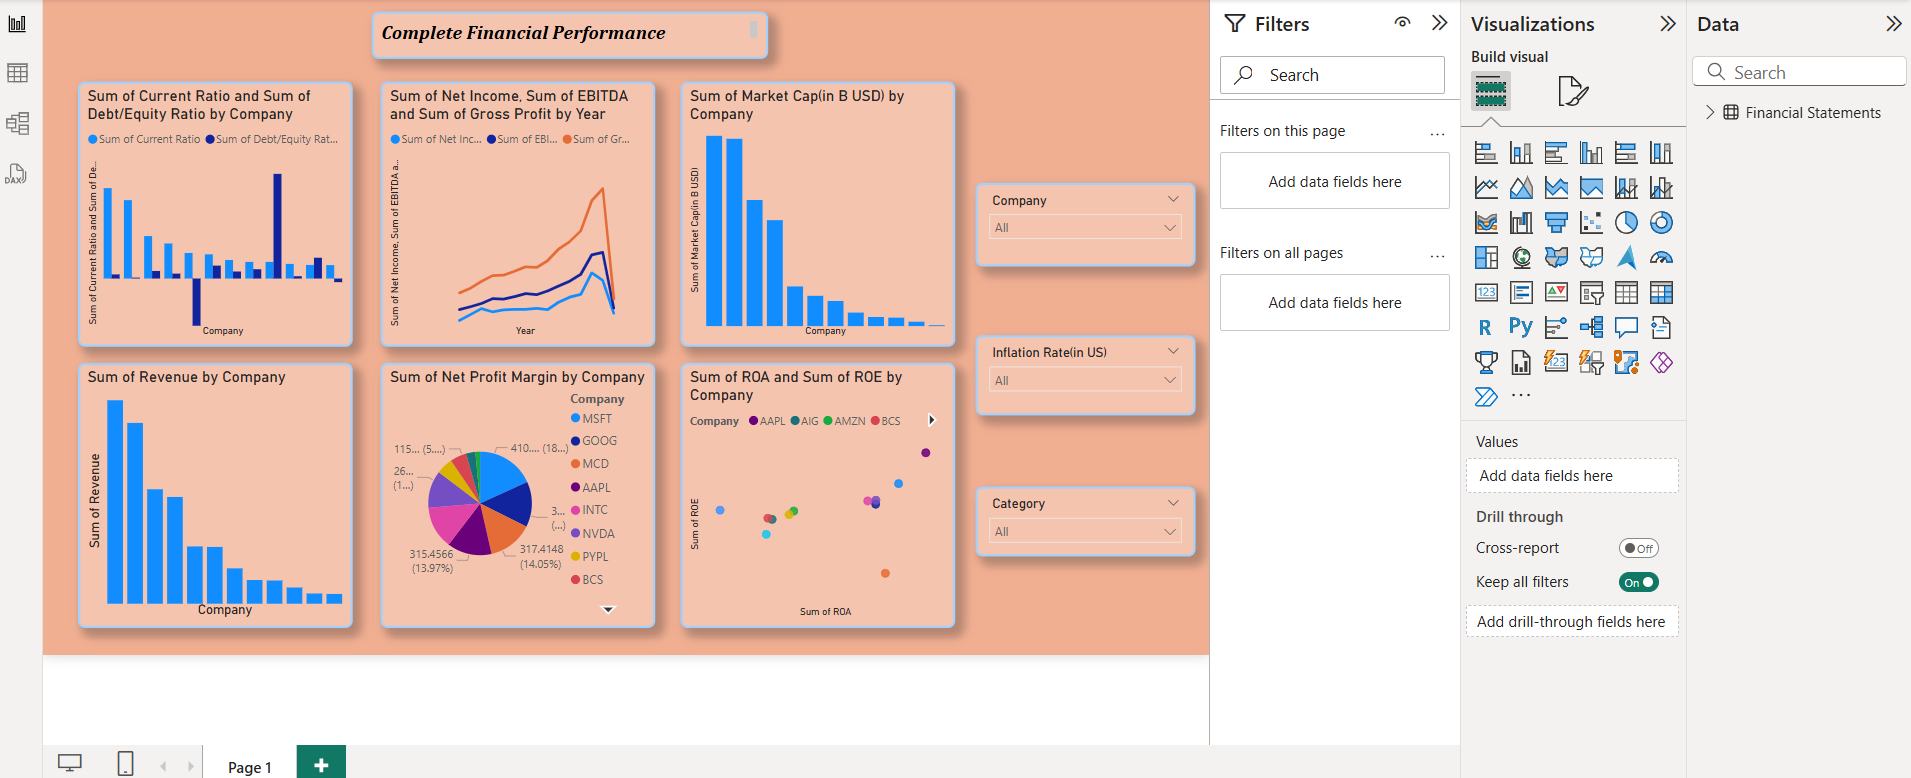 Complete Financial Performance
Sum of Current Ratio and Sum of
Debt/Equity Ratio by Company
Sum of Current Ratio Sum of Debt/Equity Rat...
Sum of Current Ratio and Sum of De...
Company
Sum of Net Income, Sum of EBITDA
and Sum of Gross Profit by Year
Sum of Net Inc... Sum of EBI... Sum of Gr...
Sum of Net Income, Sum of EBITDA a...
Year
Sum of Market Cap(in B USD) by
Company
Sum of Market Cap(in B USD)
Company
Company
All
Inflation Rate(in US)
All
Category
All
Sum of Revenue by Company
Sum of Revenue
Company
Sum of Net Profit Margin by Company
Company
MSFT
GOOG
MCD
AAPL
INTC
NVDA
PYPL
BCS
410.... (18...)
3...
(...)
317.4148
(14.05%)
315.4566
(13.97%)
26...
(1...)
115... (5....)
Sum of ROA and Sum of ROE by
Company
Company AAPL AIG AMZN BCS
Sum of ROE
Sum of ROA
Page 1
Filters
Search
Filters on this page
...
Add data fields here
Filters on all pages
...
Add data fields here
Visualizations
Build visual
123
R Py
123
...
Values
Add data fields here
Drill through
Cross-report
Off
Keep all filters
On
Add drill-through fields here
Data
Search
Financial Statements
DAX